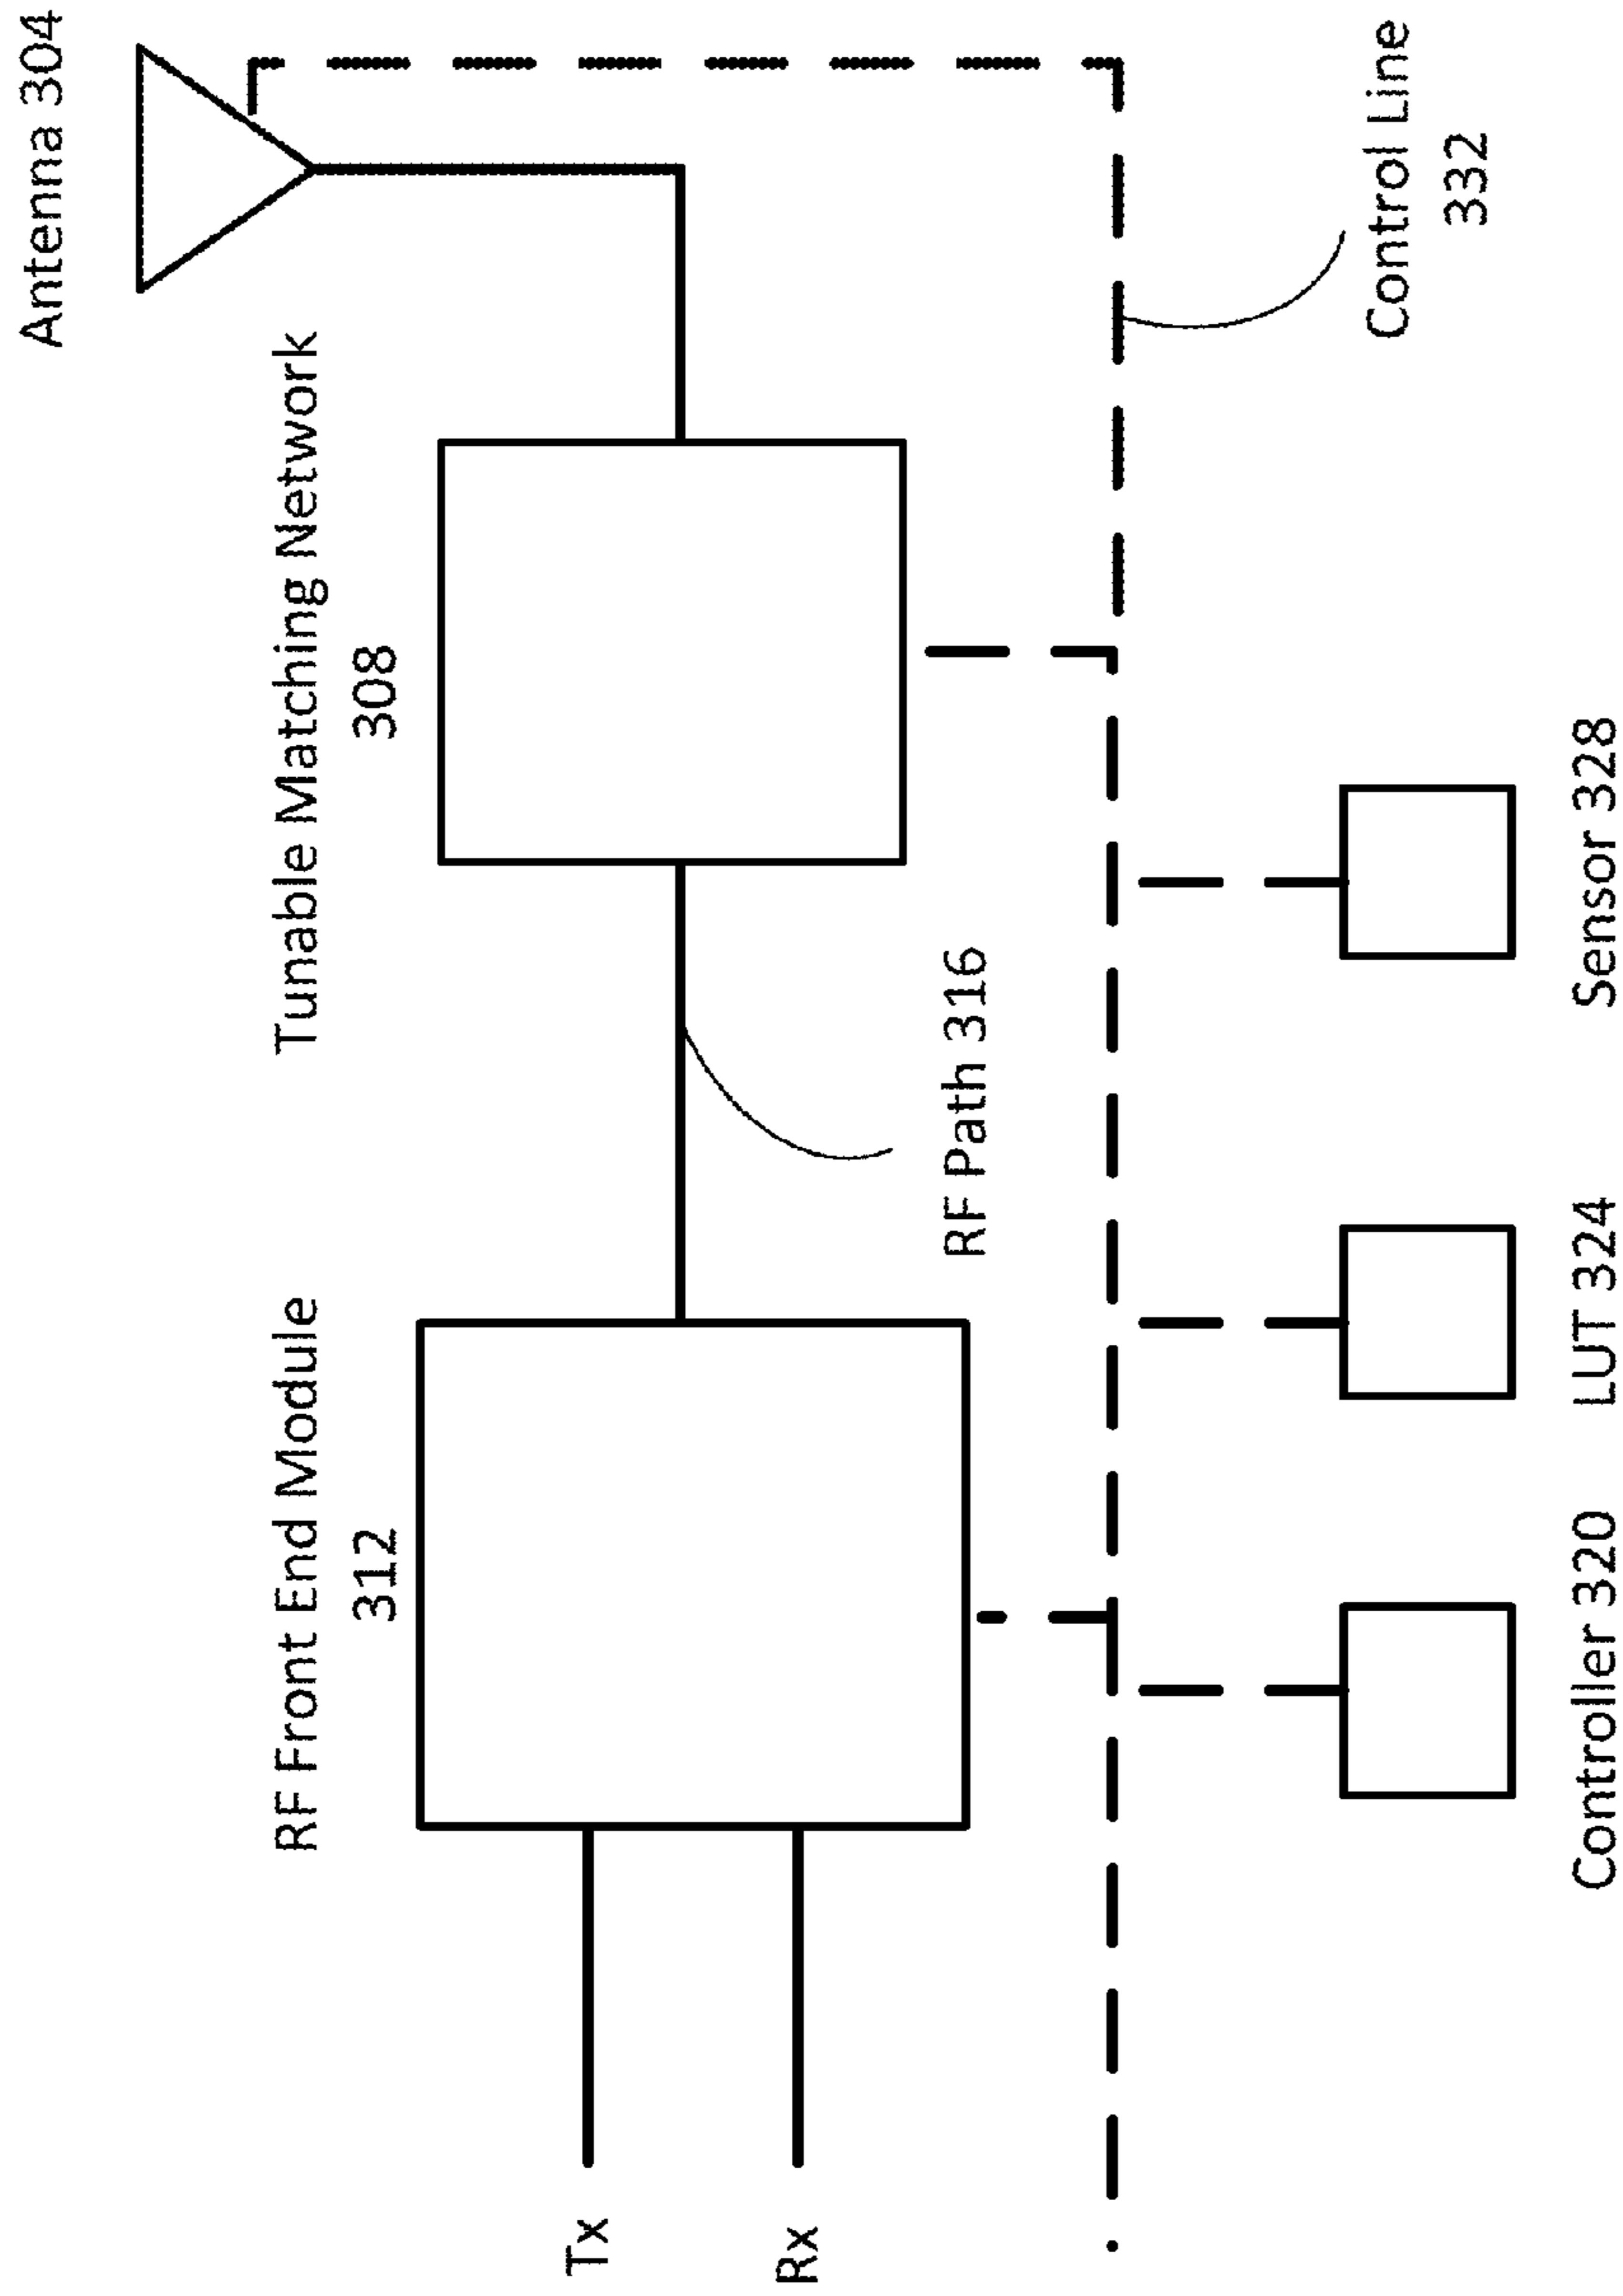 Antenna 304
Tunable Matching Network
308
RF Front End Module
312
Tx
Rx
RF Path 316
Control Line
332
Controller 320
LUT 324
Sensor 328